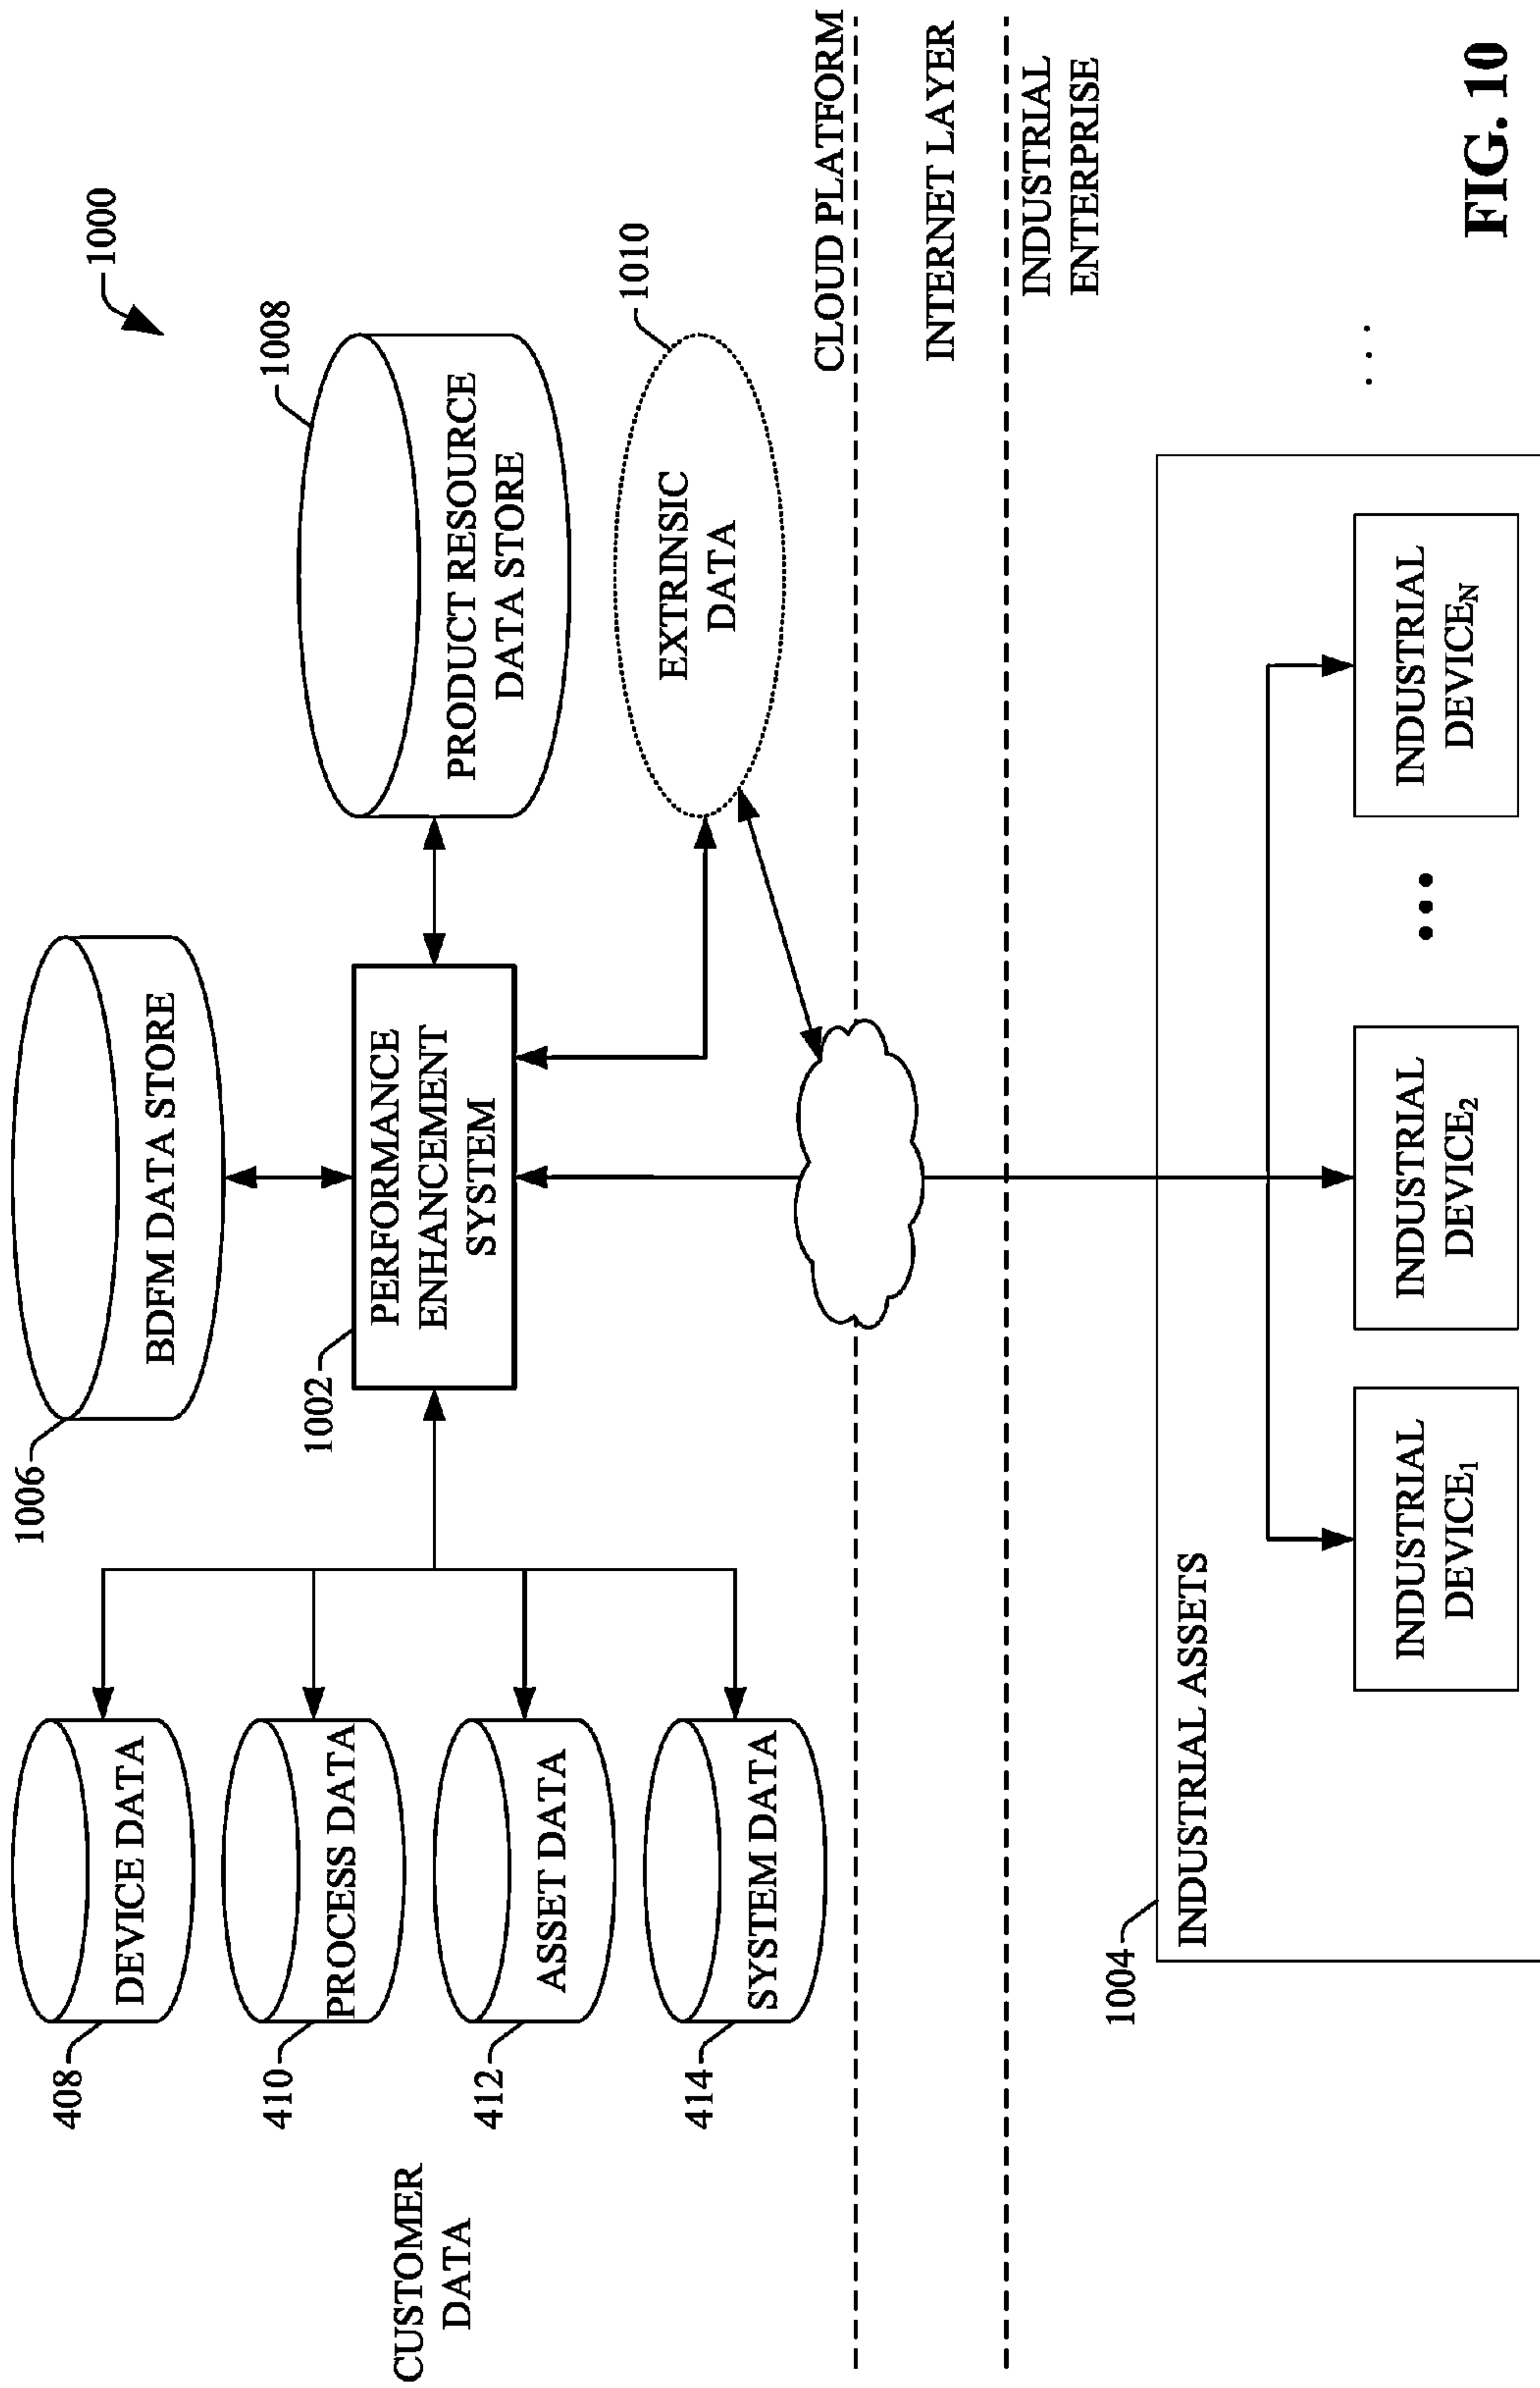 1000
1006
BDFM DATA STORE
408
DEVICE DATA
1008
PRODUCT RESOURCE
DATA STORE
410
PROCESS DATA
1002
PERFORMANCE
ENHANCEMENT
SYSTEM
CUSTOMER
DATA
412
ASSET DATA
1010
EXTRINSIC
DATA
414
SYSTEM DATA
CLOUD PLATFORM
INTERNET LAYER
INDUSTRIAL
ENTERPRISE
1004
INDUSTRIAL ASSETS
INDUSTRIAL
DEVICE1
INDUSTRIAL
DEVICE2
•••
INDUSTRIAL
DEVICEN
...
FIG. 10